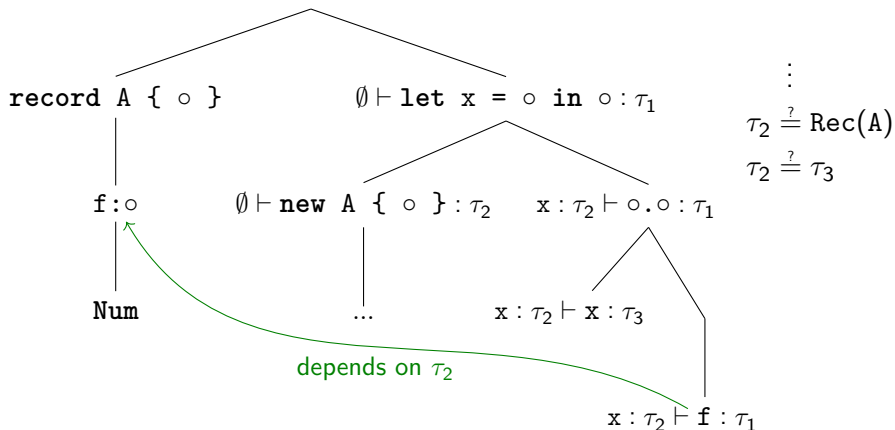 record A { ∘ }
∅ ⊢ let x = ∘ in ∘ : τ₁
⋮
τ₂ ≟ Rec(A)
τ₂ ≟ τ₃
f:∘
∅ ⊢ new A { ∘ } : τ₂
x : τ₂ ⊢ ∘.∘ : τ₁
Num
...
x : τ₂ ⊢ x : τ₃
depends on τ₂
x : τ₂ ⊢ f : τ₁